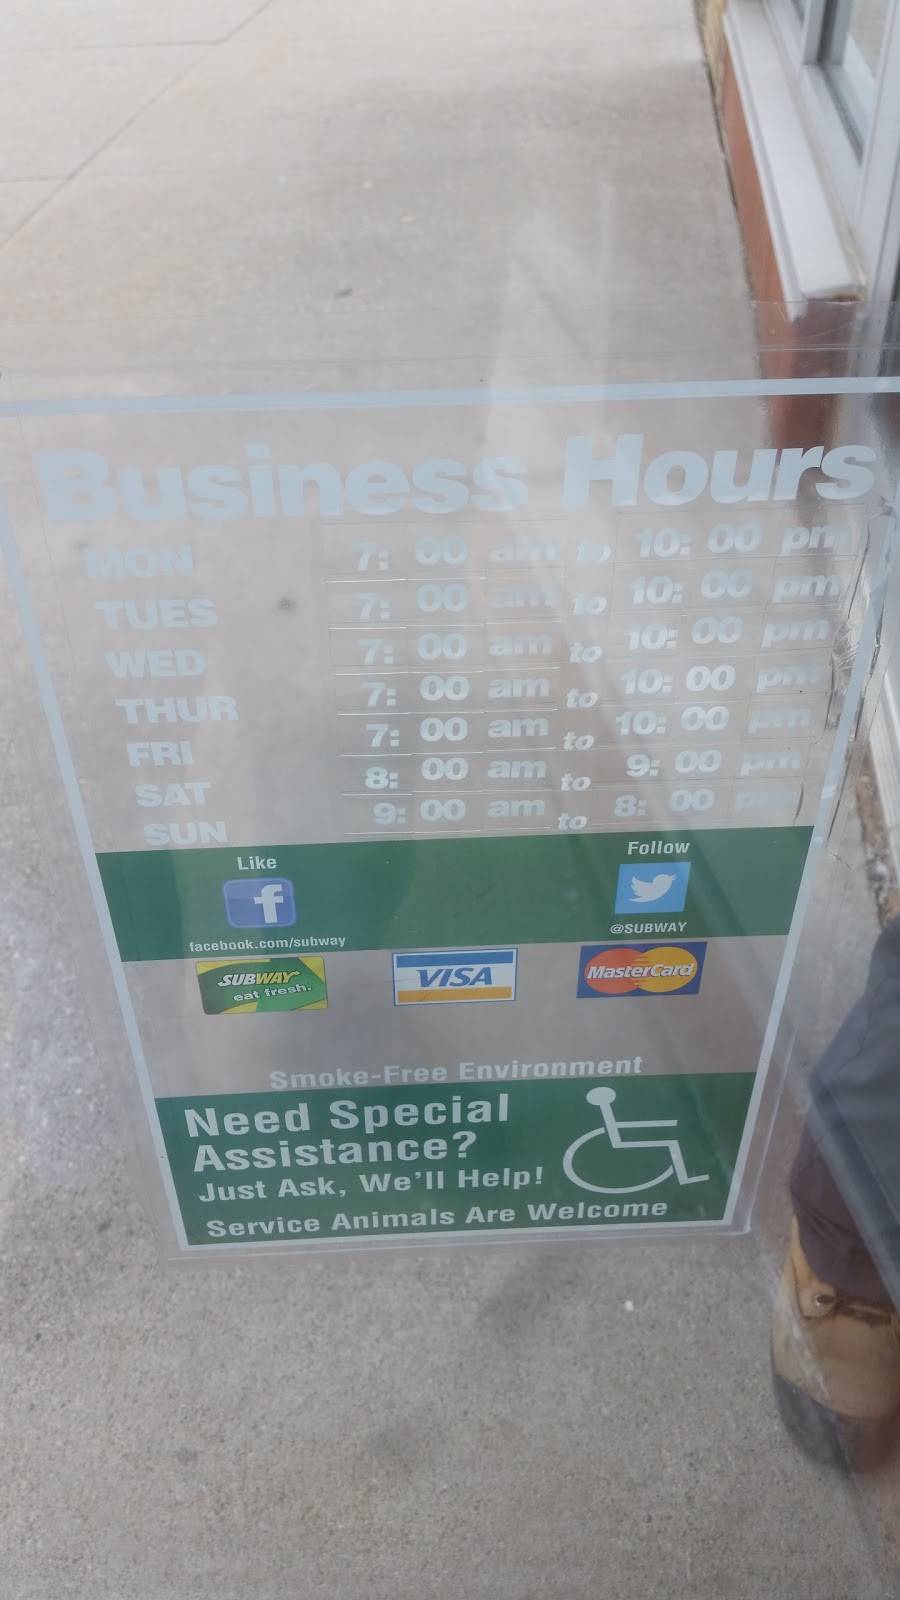 Business Hours
MON 7: 00 am to 10: 00 pm
TUES 7: 00 am to 10: 00 pm
WED 7: 00 am to 10: 00 pm
THUR 7: 00 am to 10: 00 pm
FRI 7: 00 am to 10: 00 pm
SAT 8: 00 am to 9: 00 pm
SUN 9: 00 am to 8: 00 pm
Like Follow
f
facebook.com/subway @SUBWAY
SUBWAY VISA MasterCard
eat fresh.
Smoke-Free Environment
Need Special
Assistance?
Just Ask, We'll Help!
Service Animals Are Welcome